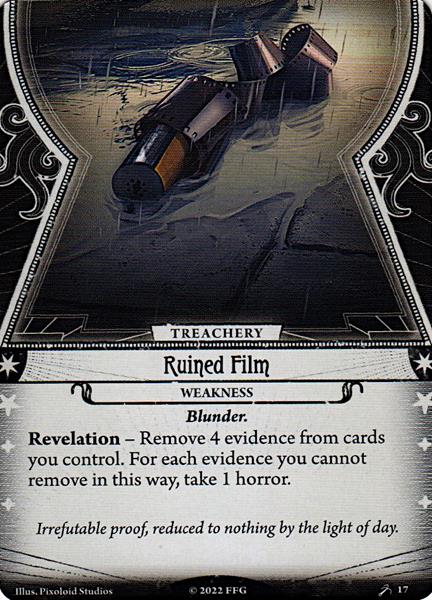 TREACHERY
Ruined Film
WEAKNESS
Blunder.
Revelation – Remove 4 evidence from cards
you control. For each evidence you cannot
remove in this way, take 1 horror.
Irrefutable proof, reduced to nothing by the light of day.
Illus. Pixoloid Studios © 2022 FFG 17